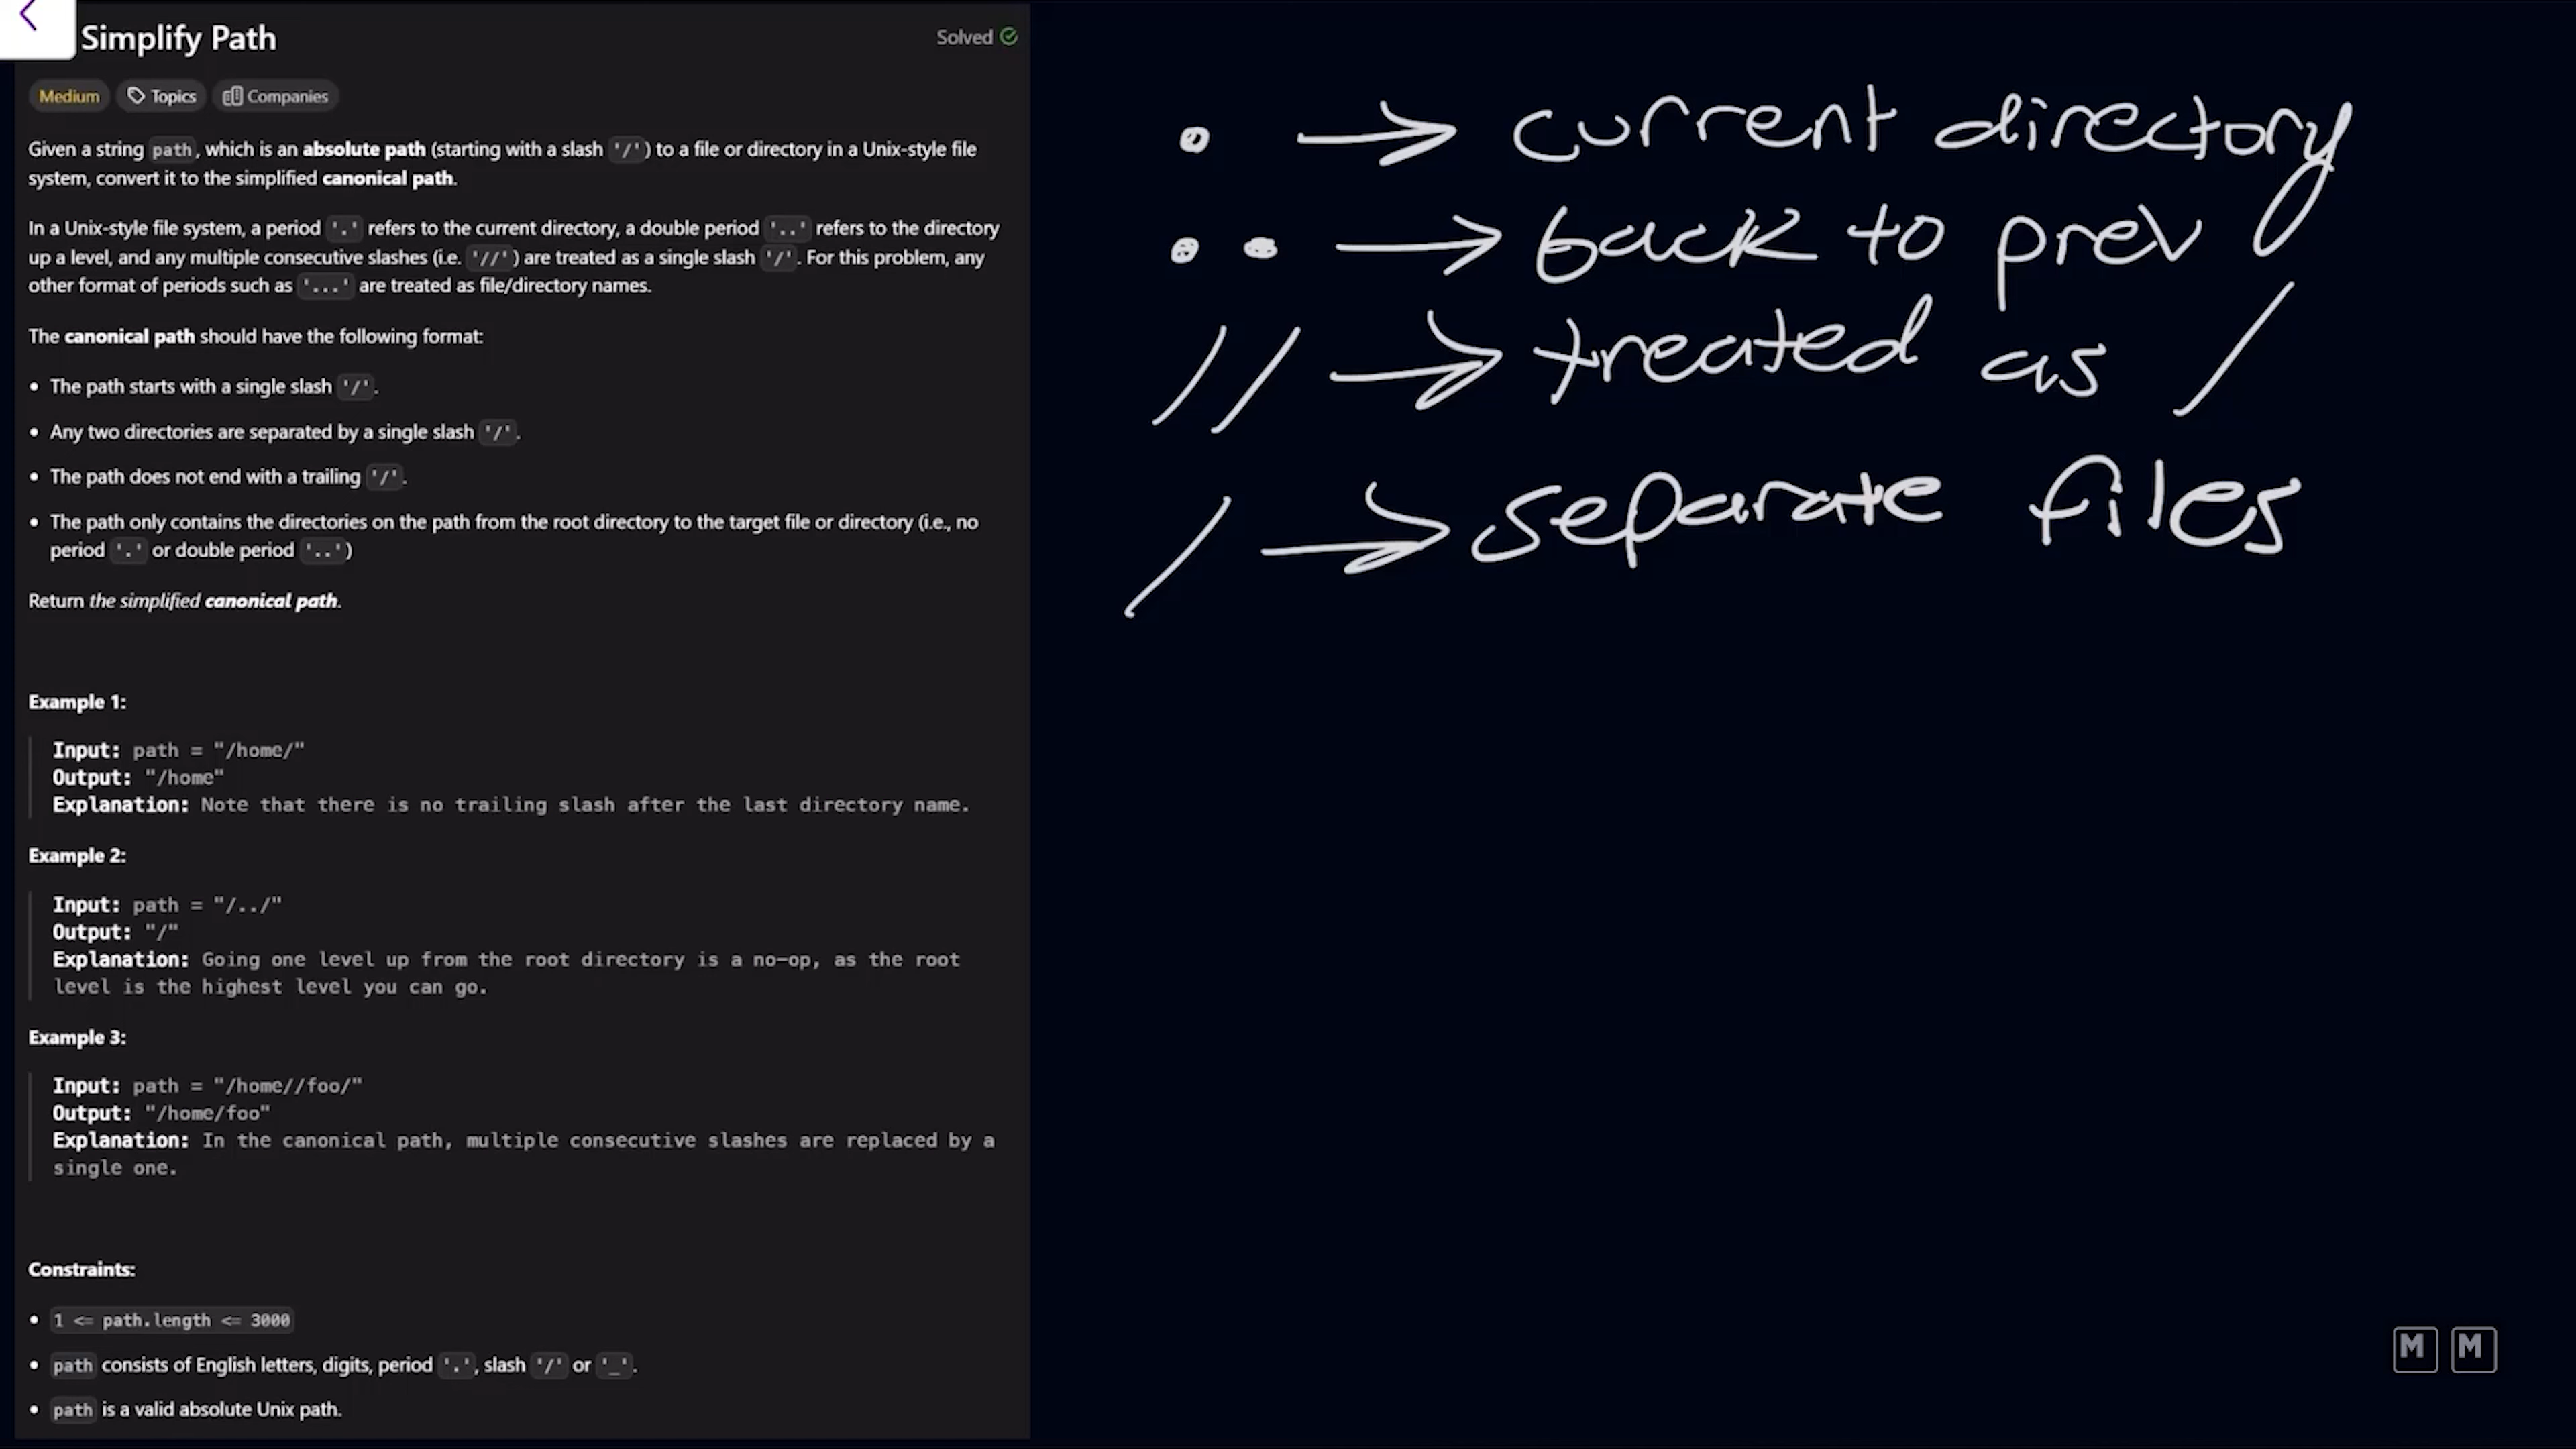 Simplify Path
Solved
Medium
Topics
Companies
Given a string path, which is an absolute path (starting with a slash '/') to a file or directory in a Unix-style file
system, convert it to the simplified canonical path.
In a Unix-style file system, a period '.' refers to the current directory, a double period '..' refers to the directory
up a level, and any multiple consecutive slashes (i.e. '//') are treated as a single slash '/'. For this problem, any
other format of periods such as '...' are treated as file/directory names.
The canonical path should have the following format:
• The path starts with a single slash '/'.
• Any two directories are separated by a single slash '/'.
• The path does not end with a trailing '/'.
• The path only contains the directories on the path from the root directory to the target file or directory (i.e., no
period '.' or double period '..')
Return the simplified canonical path.
Example 1:
Input: path = "/home/"
Output: "/home"
Explanation: Note that there is no trailing slash after the last directory name.
Example 2:
Input: path = "/../"
Output: "/"
Explanation: Going one level up from the root directory is a no-op, as the root
level is the highest level you can go.
Example 3:
Input: path = "/home//foo/"
Output: "/home/foo"
Explanation: In the canonical path, multiple consecutive slashes are replaced by a
single one.
Constraints:
• 1 <= path.length <= 3000
• path consists of English letters, digits, period '.', slash '/' or '_'.
• path is a valid absolute Unix path.
. → current directory
.. → back to prev
// → treated as /
/ → separate files
M M